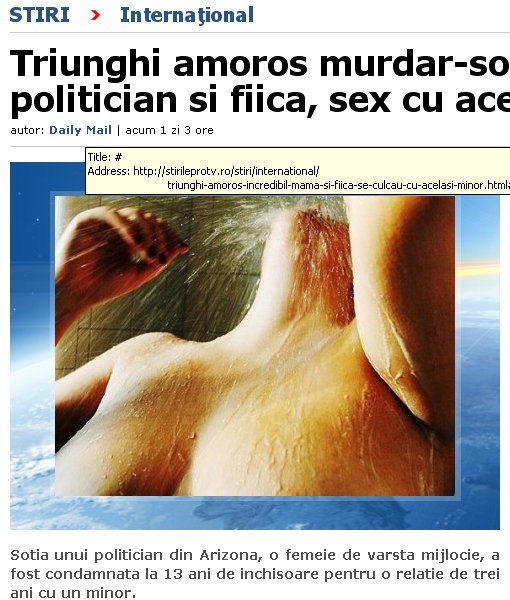 STIRI > Internaţional
Triunghi amoros murdar-so
politician si fiica, sex cu ace
autor: Daily Mail | acum 1 zi 3 ore
Title: #
Address: http://stirileprotv.ro/stiri/international/
triunghi-amoros-incredibil-mama-si-fiica-se-culcau-cu-acelasi-minor.html
Sotia unui politician din Arizona, o femeie de varsta mijlocie, a
fost condamnata la 13 ani de inchisoare pentru o relatie de trei
ani cu un minor.